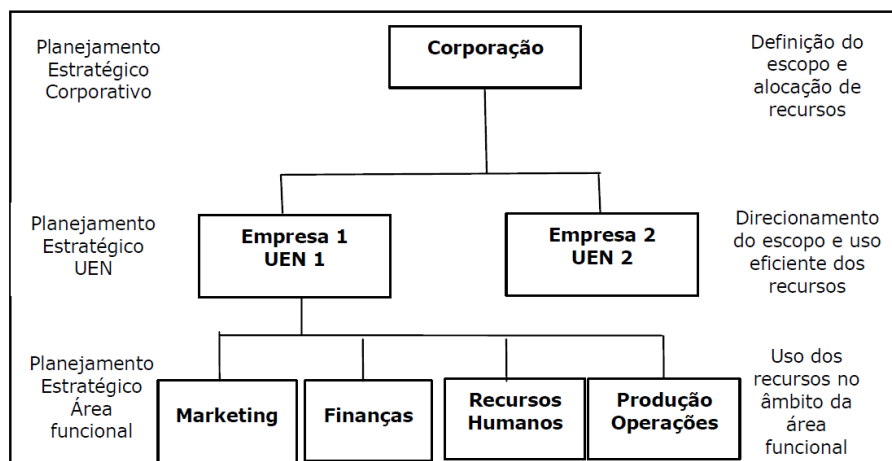 Planejamento
Estratégico
Corporativo
Corporação
Definição do
escopo e
alocação de
recursos
Planejamento
Estratégico
UEN
Empresa 1
UEN 1
Empresa 2
UEN 2
Direcionamento
do escopo e uso
eficiente dos
recursos
Planejamento
Estratégico
Área
funcional
Marketing
Finanças
Recursos
Humanos
Produção
Operações
Uso dos
recursos no
âmbito da
área
funcional